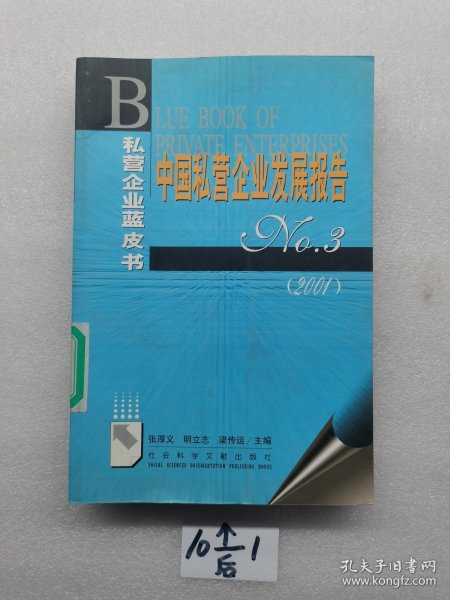 BLUE BOOK OF
PRIVATE ENTERPRISES
私营企业蓝皮书
中国私营企业发展报告
No.3
(2001)
张厚义 明立志 梁传运/主编
社会科学文献出版社
SOCIAL SCIENCES DOCUMENTATION PUBLISHING HOUSE
10个1
后
孔夫子旧书网
www.kongfz.com